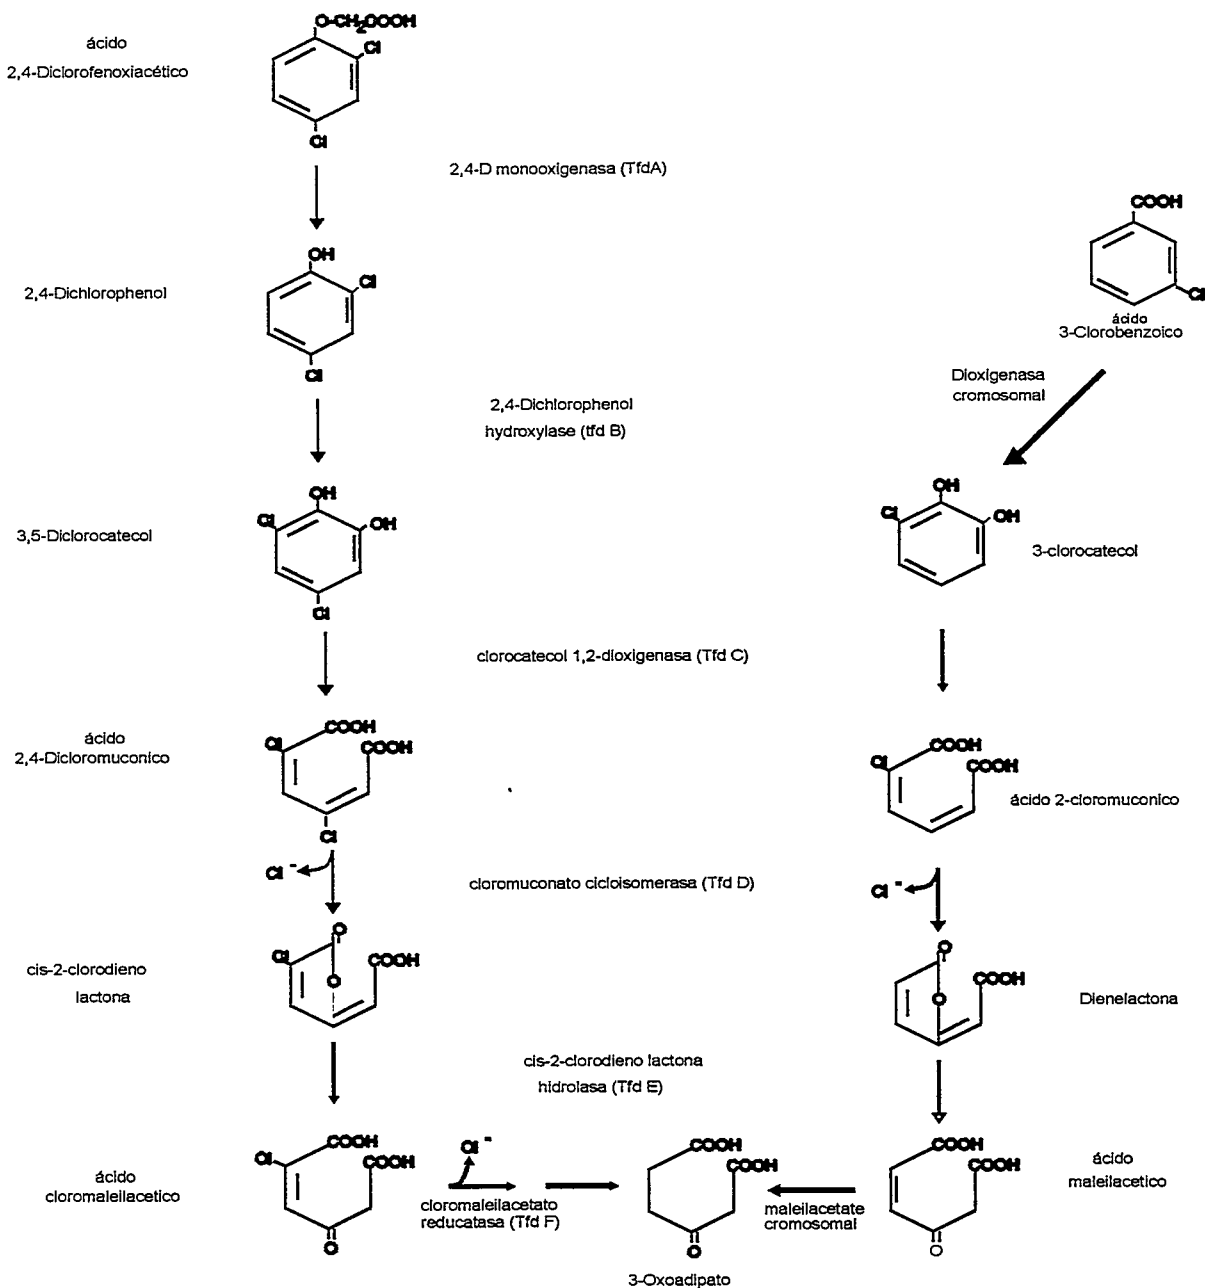 O-CH2OOOH
ácido
2,4-Diclorofenoxiacético
Cl
Cl
2,4-D monooxigenasa (TfdA)
OH
2,4-Dichlorophenol
Cl
Cl
COOH
Cl
ácido
3-Clorobenzoico
Dioxigenasa
cromosomal
2,4-Dichlorophenol
hydroxylase (tfd B)
OH
Cl
OH
3,5-Diclorocatecol
Cl
OH
Cl
OH
3-clorocatecol
clorocatecol 1,2-dioxigenasa (Tfd C)
COOH
Cl
COOH
ácido
2,4-Dicloromuconico
Cl
COOH
Cl
COOH
ácido 2-cloromuconico
Cl -
cloromuconato cicloisomerasa (Tfd D)
Cl -
O
Cl
COOH
O
cis-2-clorodieno
lactona
O
COOH
O
Dienelactona
cis-2-clorodieno lactona
hidrolasa (Tfd E)
COOH
Cl
COOH
O
ácido
cloromaleilacetico
Cl -
cloromaleilacetato
reducatasa (Tfd F)
COOH
COOH
O
3-Oxoadipato
maleilacetate
cromosomal
COOH
COOH
O
ácido
maleilacetico